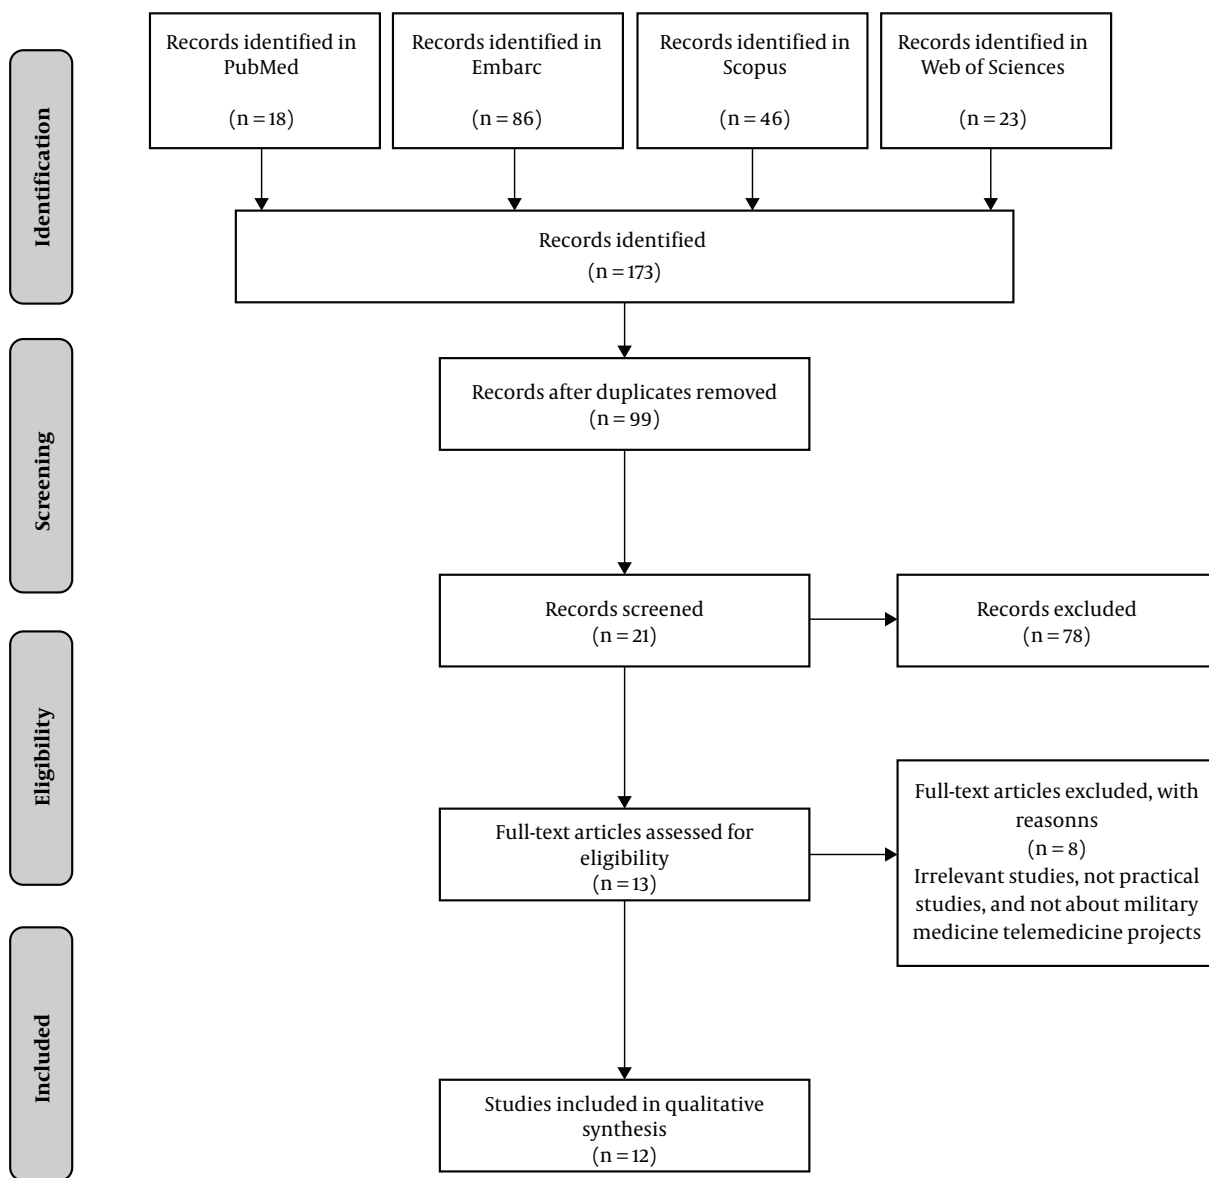 Identification
Records identified in
PubMed
(n = 18)
Records identified in
Embarc
(n = 86)
Records identified in
Scopus
(n = 46)
Records identified in
Web of Sciences
(n = 23)
Records identified
(n = 173)
Screening
Records after duplicates removed
(n = 99)
Records screened
(n = 21)
Records excluded
(n = 78)
Eligibility
Full-text articles assessed for
eligibility
(n = 13)
Full-text articles excluded, with
reasonns
(n = 8)
Irrelevant studies, not practical
studies, and not about military
medicine telemedicine projects
Included
Studies included in qualitative
synthesis
(n = 12)